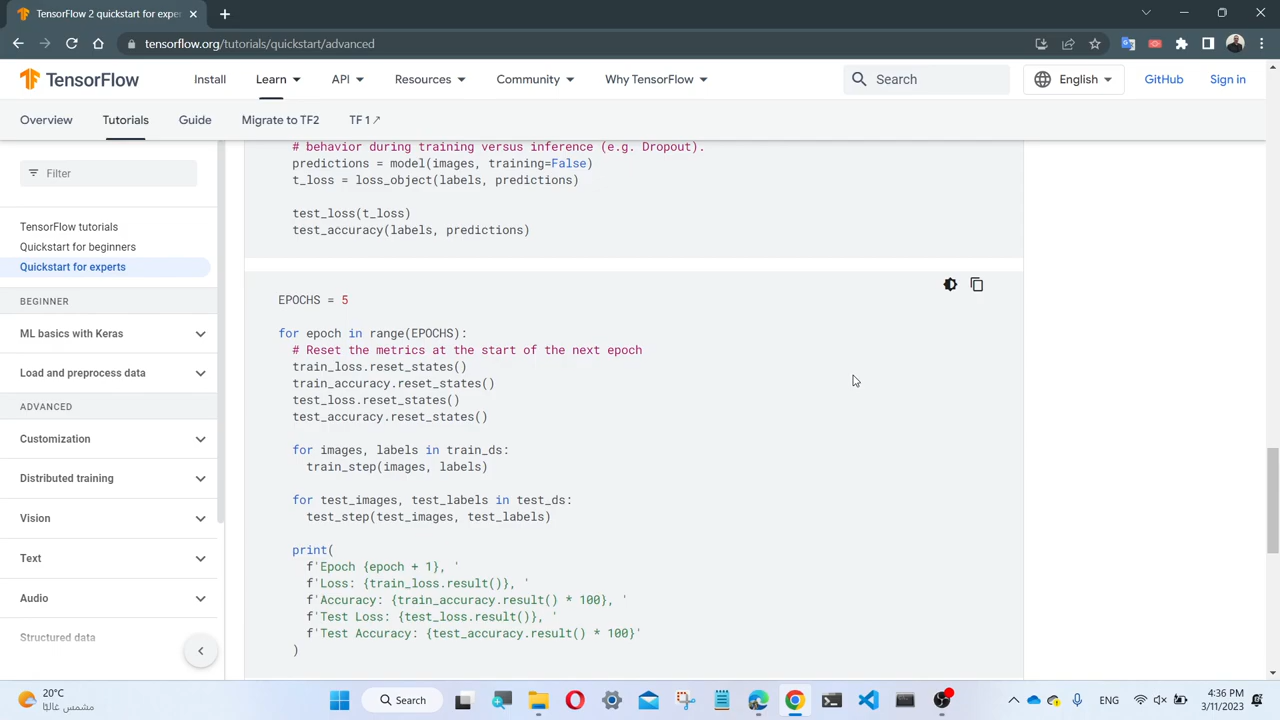 TensorFlow 2 quickstart for exper
tensorflow.org/tutorials/quickstart/advanced
TensorFlow Install Learn API Resources Community Why TensorFlow Search English GitHub Sign in
Overview Tutorials Guide Migrate to TF2 TF 1↗
Filter
TensorFlow tutorials
Quickstart for beginners
Quickstart for experts
BEGINNER
ML basics with Keras
Load and preprocess data
ADVANCED
Customization
Distributed training
Vision
Text
Audio
Structured data
# behavior during training versus inference (e.g. Dropout).
predictions = model(images, training=False)
t_loss = loss_object(labels, predictions)
test_loss(t_loss)
test_accuracy(labels, predictions)
EPOCHS = 5
for epoch in range(EPOCHS):
# Reset the metrics at the start of the next epoch
train_loss.reset_states()
train_accuracy.reset_states()
test_loss.reset_states()
test_accuracy.reset_states()
for images, labels in train_ds:
train_step(images, labels)
for test_images, test_labels in test_ds:
test_step(test_images, test_labels)
print(
f'Epoch {epoch + 1}, '
f'Loss: {train_loss.result()}, '
f'Accuracy: {train_accuracy.result() * 100}, '
f'Test Loss: {test_loss.result()}, '
f'Test Accuracy: {test_accuracy.result() * 100}'
)
20°C
مشمس غالبًا
Search
ENG
4:36 PM
3/11/2023